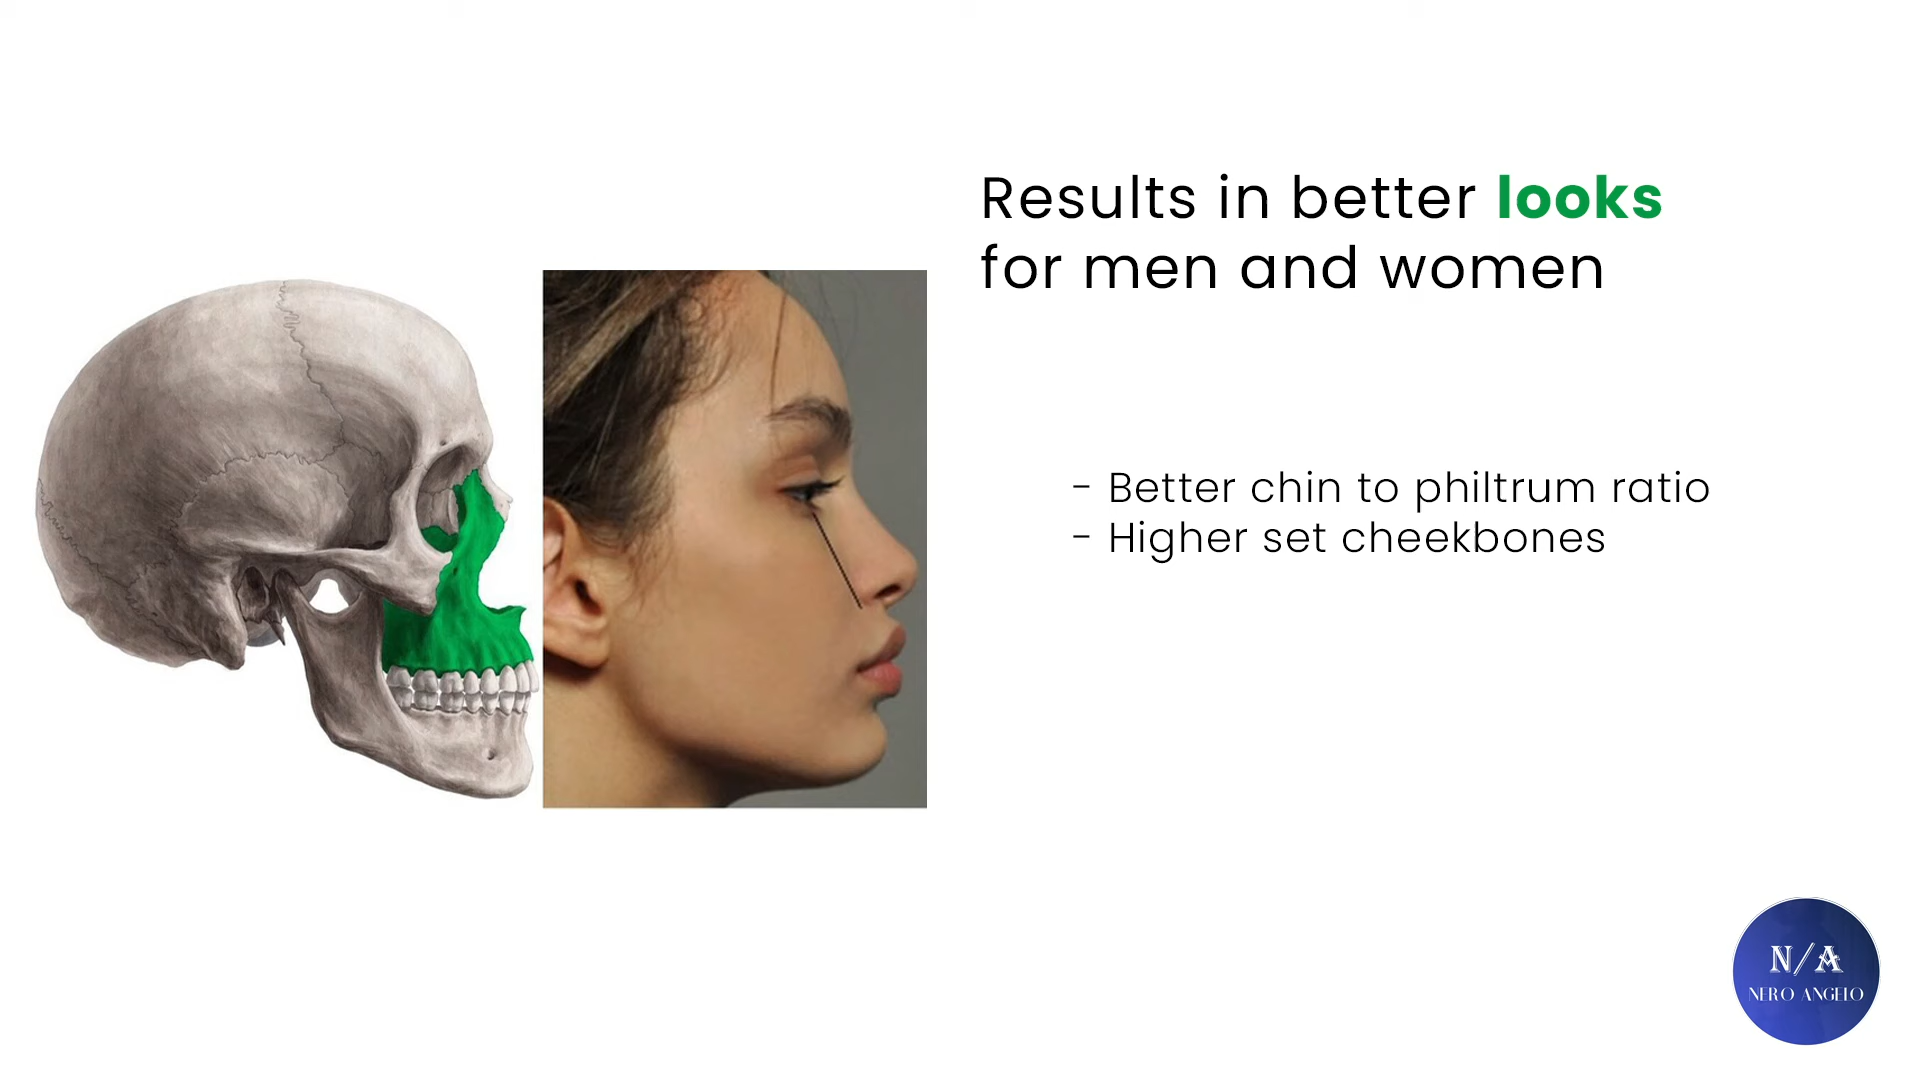 Results in better looks
for men and women
- Better chin to philtrum ratio
- Higher set cheekbones
N/A
NERO ANGELO